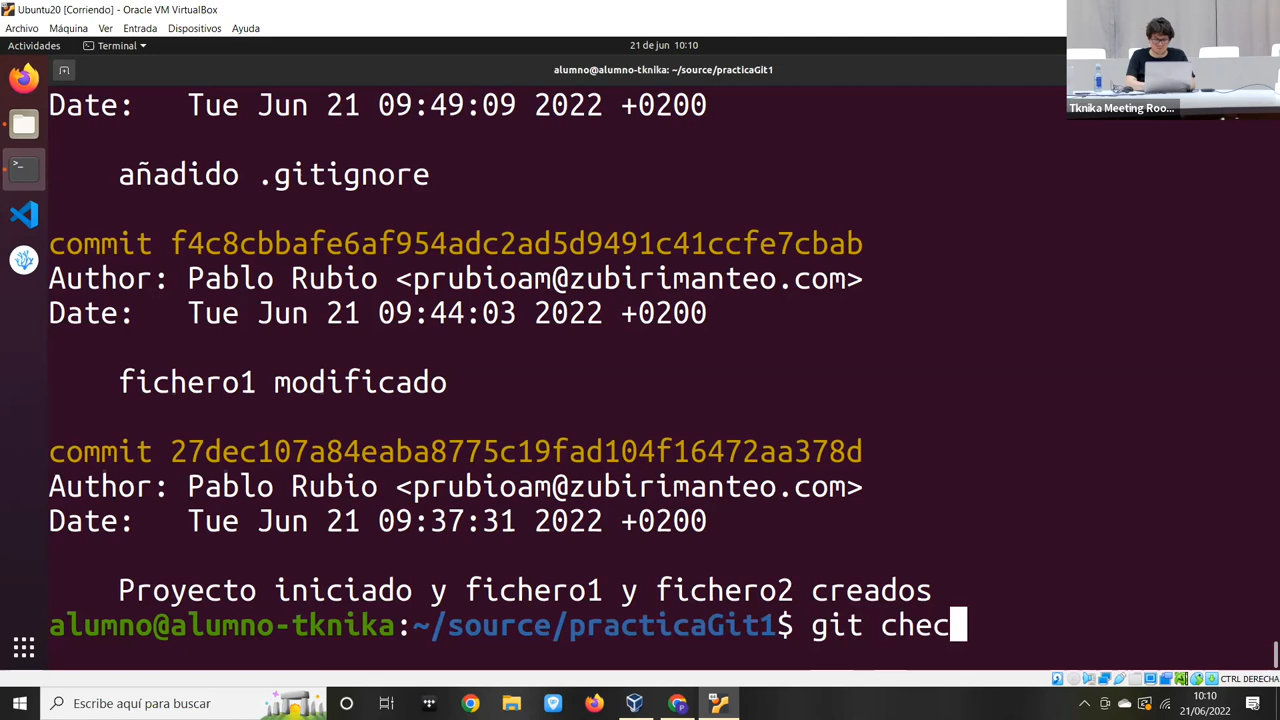 Ubuntu20 [Corriendo] - Oracle VM VirtualBox
Archivo Máquina Ver Entrada Dispositivos Ayuda
Actividades Terminal 21 de jun 10:10
alumno@alumno-tknika: ~/source/practicaGit1
Tknika Meeting Roo...
Date: Tue Jun 21 09:49:09 2022 +0200
añadido .gitignore
commit f4c8cbbafe6af954adc2ad5d9491c41ccfe7cbab
Author: Pablo Rubio <prubioam@zubirimanteo.com>
Date: Tue Jun 21 09:44:03 2022 +0200
fichero1 modificado
commit 27dec107a84eaba8775c19fad104f16472aa378d
Author: Pablo Rubio <prubioam@zubirimanteo.com>
Date: Tue Jun 21 09:37:31 2022 +0200
Proyecto iniciado y fichero1 y fichero2 creados
alumno@alumno-tknika:~/source/practicaGit1$ git chec
CTRL DERECHA
Escribe aquí para buscar
10:10
21/06/2022